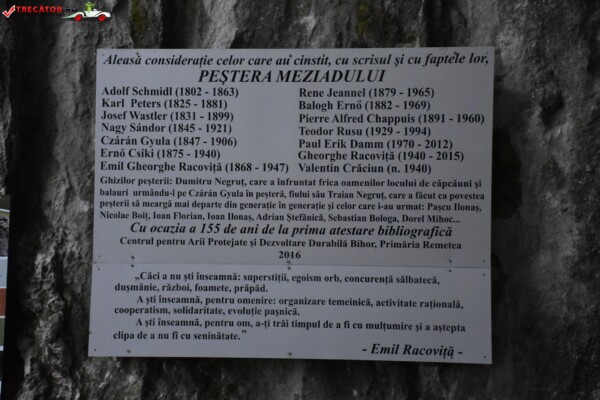 TRECĂTOR.RO
Aleasă considerație celor care au cinstit, cu scrisul și cu faptele lor,
PEȘTERA MEZIADULUI
Adolf Schmidl (1802 - 1863)
Karl Peters (1825 - 1881)
Josef Wastler (1831 - 1899)
Nagy Sándor (1845 - 1921)
Czárán Gyula (1847 - 1906)
Ernő Csiki (1875 - 1940)
Emil Gheorghe Racoviță (1868 - 1947)
Rene Jeannel (1879 - 1965)
Balogh Ernő (1882 - 1969)
Pierre Alfred Chappuis (1891 - 1960)
Teodor Rusu (1929 - 1994)
Paul Erik Damm (1970 - 2012)
Gheorghe Racoviță (1940 - 2015)
Valentin Crăciun (n. 1940)
Ghizilor peșterii: Dumitru Negruț, care a înfruntat frica oamenilor locului de căpcăuni și
balauri urmându-l pe Czárán Gyula în peșteră, fiului său Traian Negruț, care a făcut ca povestea
peșterii să meargă mai departe din generație în generație și celor care i-au urmat: Pașcu Ilonaș,
Nicolae Boiț, Ioan Florian, Ioan Ilonaș, Adrian Ștefănică, Sebastian Bologa, Dorel Mihoc...
Cu ocazia a 155 de ani de la prima atestare bibliografică
Centrul pentru Arii Protejate și Dezvoltare Durabilă Bihor, Primăria Remetea
2016
„Căci a nu ști înseamnă: superstiții, egoism orb, concurență sălbatecă,
dușmănie, război, foamete, prăpăd.
A ști înseamnă, pentru omenire: organizare temeinică, activitate rațională,
cooperatism, solidaritate, evoluție pașnică.
A ști înseamnă, pentru om, a-ți trăi timpul de a fi cu mulțumire și a aștepta
clipa de a nu fi cu seninătate."
- Emil Racoviță -